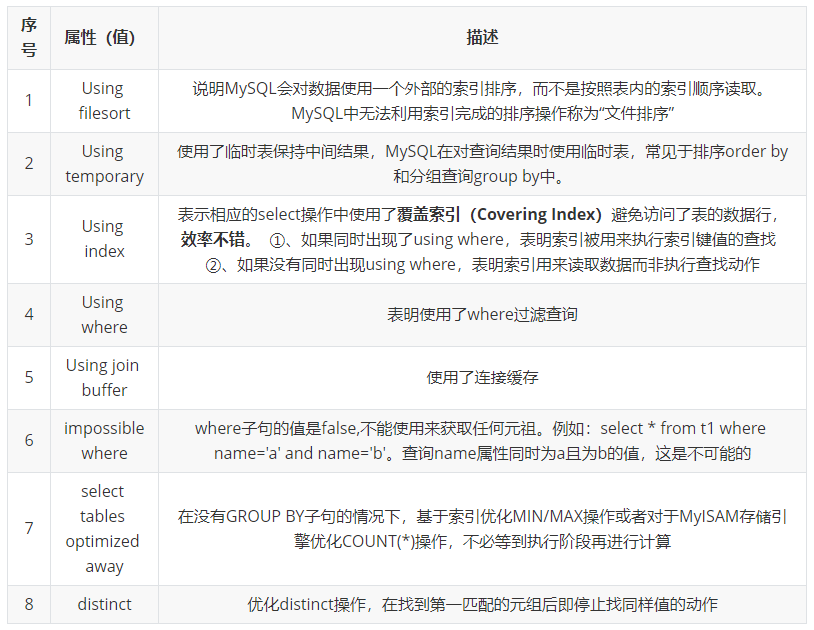 序
号
属性（值）
描述
1
Using
filesort
说明MySQL会对数据使用一个外部的索引排序，而不是按照表内的索引顺序读取。
MySQL中无法利用索引完成的排序操作称为“文件排序”
2
Using
temporary
使用了临时表保持中间结果，MySQL在对查询结果时使用临时表，常见于排序order by
和分组查询group by中。
3
Using
index
表示相应的select操作中使用了覆盖索引（Covering Index）避免访问了表的数据行，
效率不错。 ①、如果同时出现了using where，表明索引被用来执行索引键值的查找
②、如果没有同时出现using where，表明索引用来读取数据而非执行查找动作
4
Using
where
表明使用了where过滤查询
5
Using join
buffer
使用了连接缓存
6
impossible
where
where子句的值是false,不能使用来获取任何元祖。例如：select * from t1 where
name='a' and name='b'。查询name属性同时为a且为b的值，这是不可能的
7
select
tables
optimized
away
在没有GROUP BY子句的情况下，基于索引优化MIN/MAX操作或者对于MyISAM存储引
擎优化COUNT(*)操作，不必等到执行阶段再进行计算
8
distinct
优化distinct操作，在找到第一匹配的元组后即停止找同样值的动作